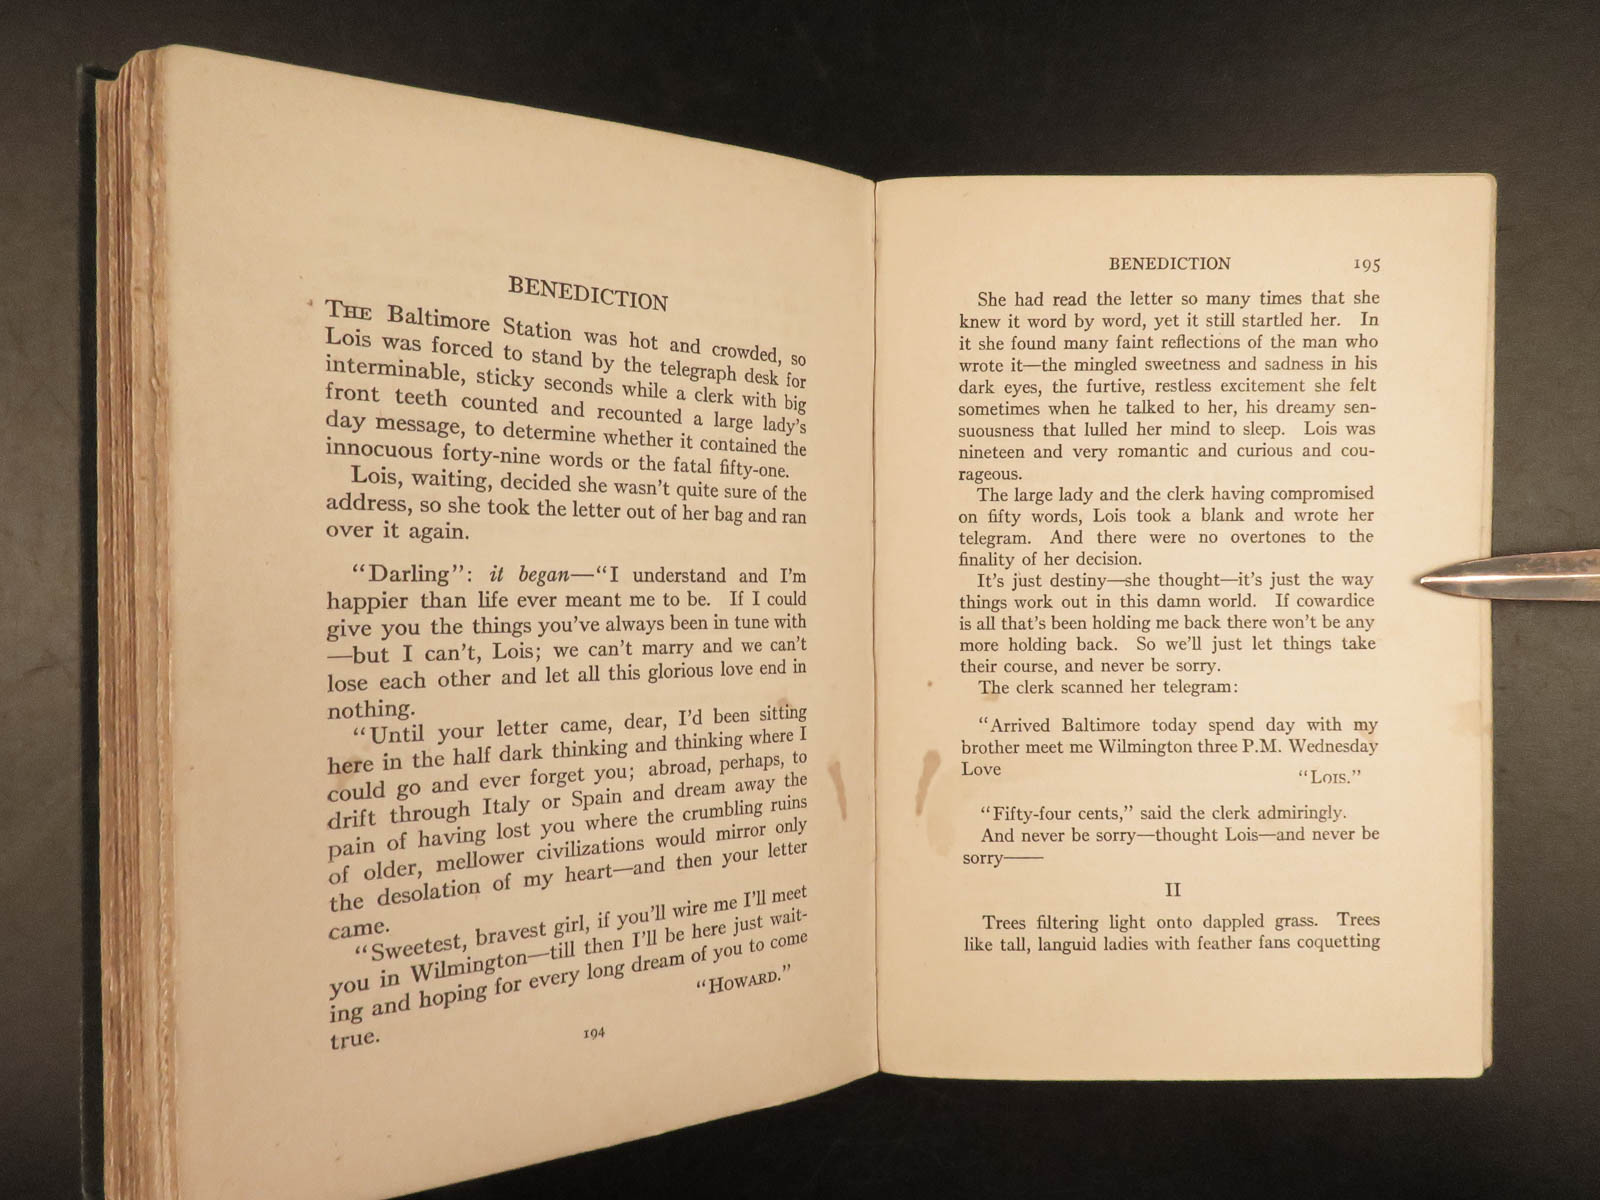 BENEDICTION
THE Baltimore Station was hot and crowded, so
Lois was forced to stand by the telegraph desk for
interminable, sticky seconds while a clerk with big
front teeth counted and recounted a large lady's
day message, to determine whether it contained the
innocuous forty-nine words or the fatal fifty-one.
Lois, waiting, decided she wasn't quite sure of the
address, so she took the letter out of her bag and ran
over it again.
“Darling”: it began—“I understand and I'm
happier than life ever meant me to be. If I could
give you the things you've always been in tune with
—but I can't, Lois; we can't marry and we can't
lose each other and let all this glorious love end in
nothing.
“Until your letter came, dear, I'd been sitting
here in the half dark thinking and thinking where I
could go and ever forget you; abroad, perhaps, to
drift through Italy or Spain and dream away the
pain of having lost you where the crumbling ruins
of older, mellower civilizations would mirror only
the desolation of my heart—and then your letter
came.
“Sweetest, bravest girl, if you'll wire me I'll meet
you in Wilmington—till then I'll be here just wait-
ing and hoping for every long dream of you to come
true.
“HOWARD.”
194
BENEDICTION 195
She had read the letter so many times that she
knew it word by word, yet it still startled her. In
it she found many faint reflections of the man who
wrote it—the mingled sweetness and sadness in his
dark eyes, the furtive, restless excitement she felt
sometimes when he talked to her, his dreamy sen-
suousness that lulled her mind to sleep. Lois was
nineteen and very romantic and curious and cou-
rageous.
The large lady and the clerk having compromised
on fifty words, Lois took a blank and wrote her
telegram. And there were no overtones to the
finality of her decision.
It's just destiny—she thought—it's just the way
things work out in this damn world. If cowardice
is all that's been holding me back there won't be any
more holding back. So we'll just let things take
their course, and never be sorry.
The clerk scanned her telegram:
“Arrived Baltimore today spend day with my
brother meet me Wilmington three P.M. Wednesday
Love
“LOIS.”
“Fifty-four cents,” said the clerk admiringly.
And never be sorry—thought Lois—and never be
sorry——
II
Trees filtering light onto dappled grass. Trees
like tall, languid ladies with feather fans coquetting